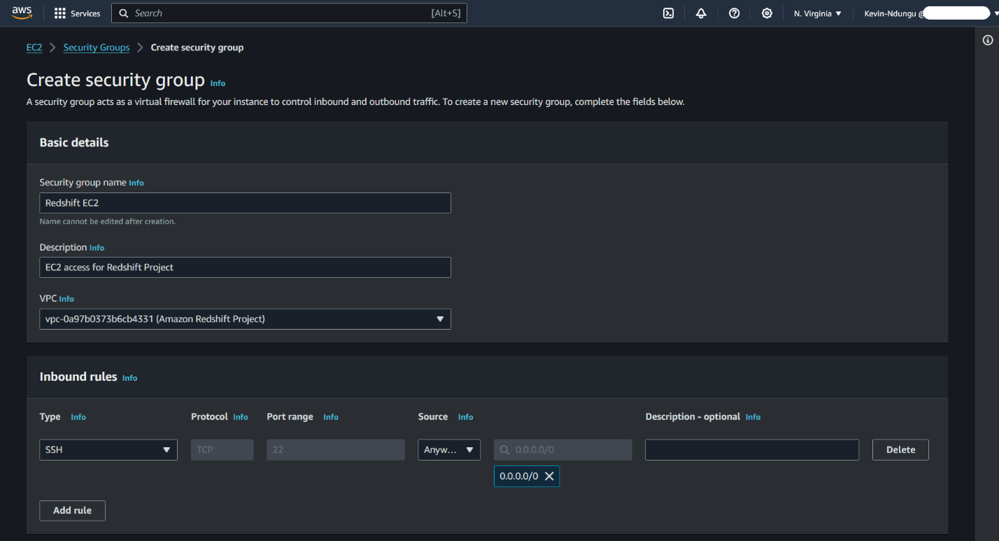 aws Services Search [Alt+S] N. Virginia Kevin-Ndungu @
EC2 Security Groups Create security group
Create security group Info
A security group acts as a virtual firewall for your instance to control inbound and outbound traffic. To create a new security group, complete the fields below.
Basic details
Security group name Info
Redshift EC2
Name cannot be edited after creation.
Description Info
EC2 access for Redshift Project
VPC Info
vpc-0a97b0373b6cb4331 (Amazon Redshift Project)
Inbound rules Info
Type Info Protocol Info Port range Info Source Info Description - optional Info
SSH TCP 22 Anyw... 0.0.0.0/0 Delete
0.0.0.0/0
Add rule